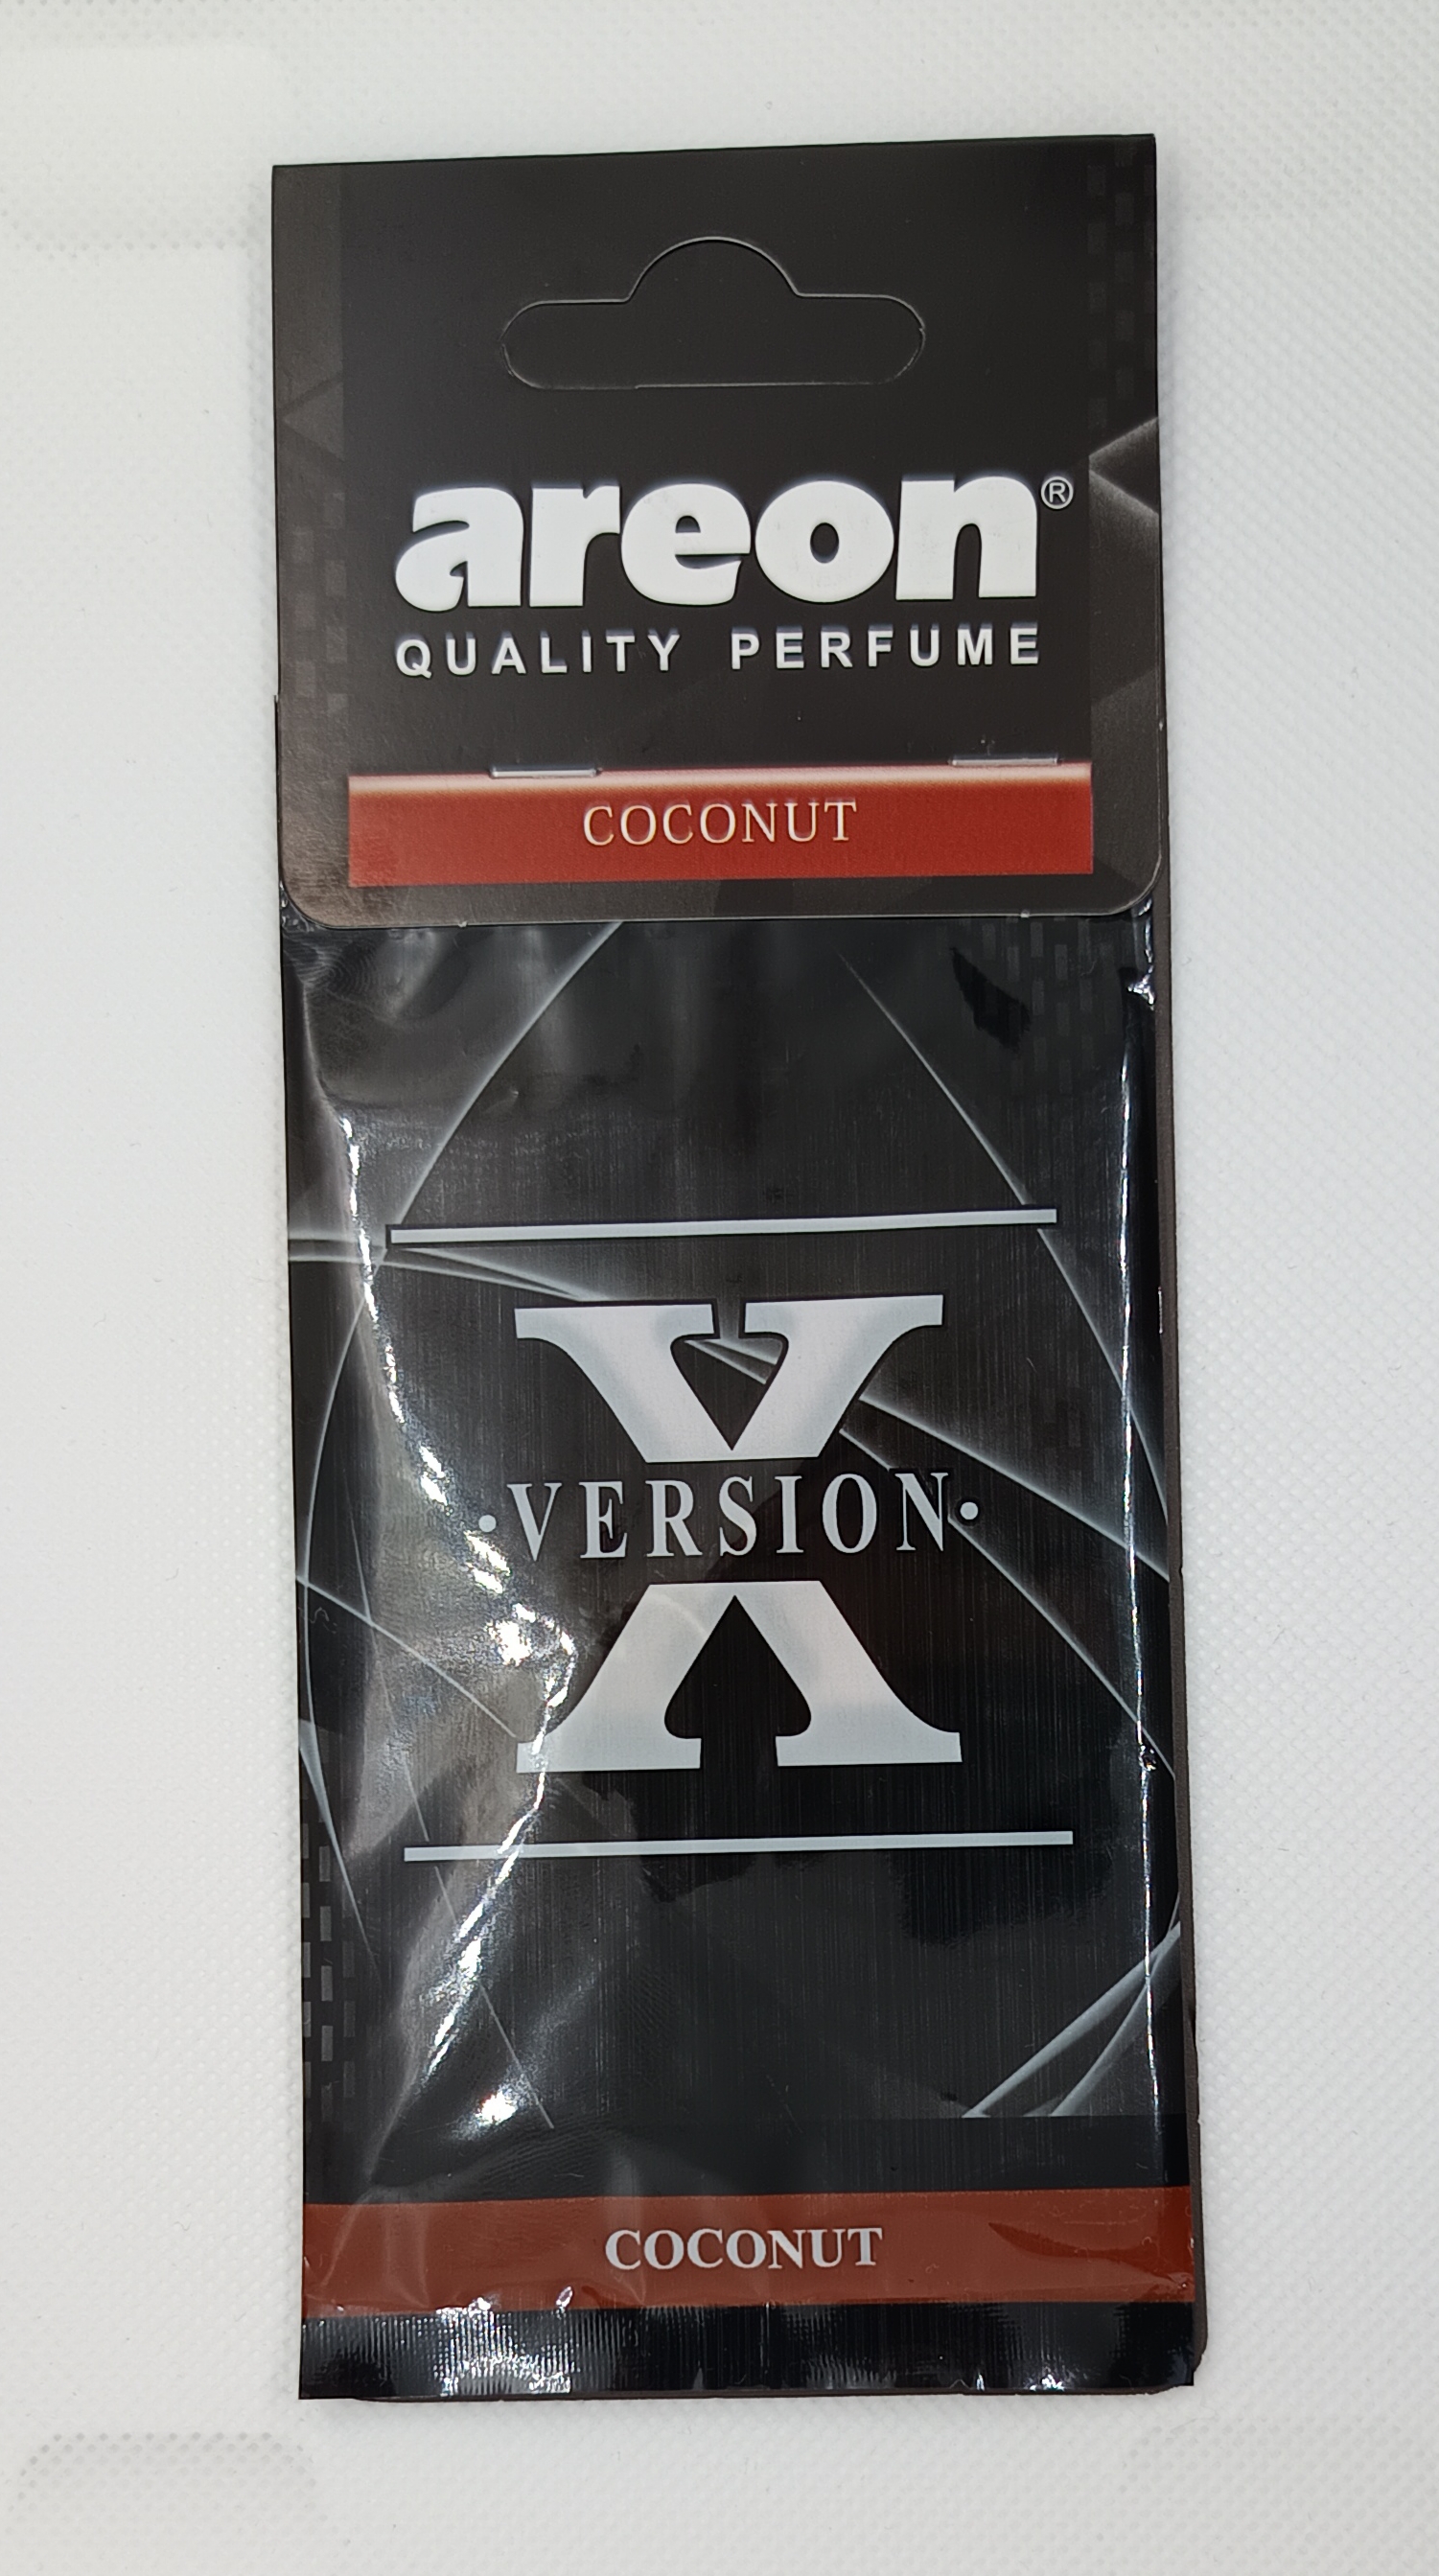 areon®
QUALITY PERFUME
COCONUT
X
·VERSION·
COCONUT